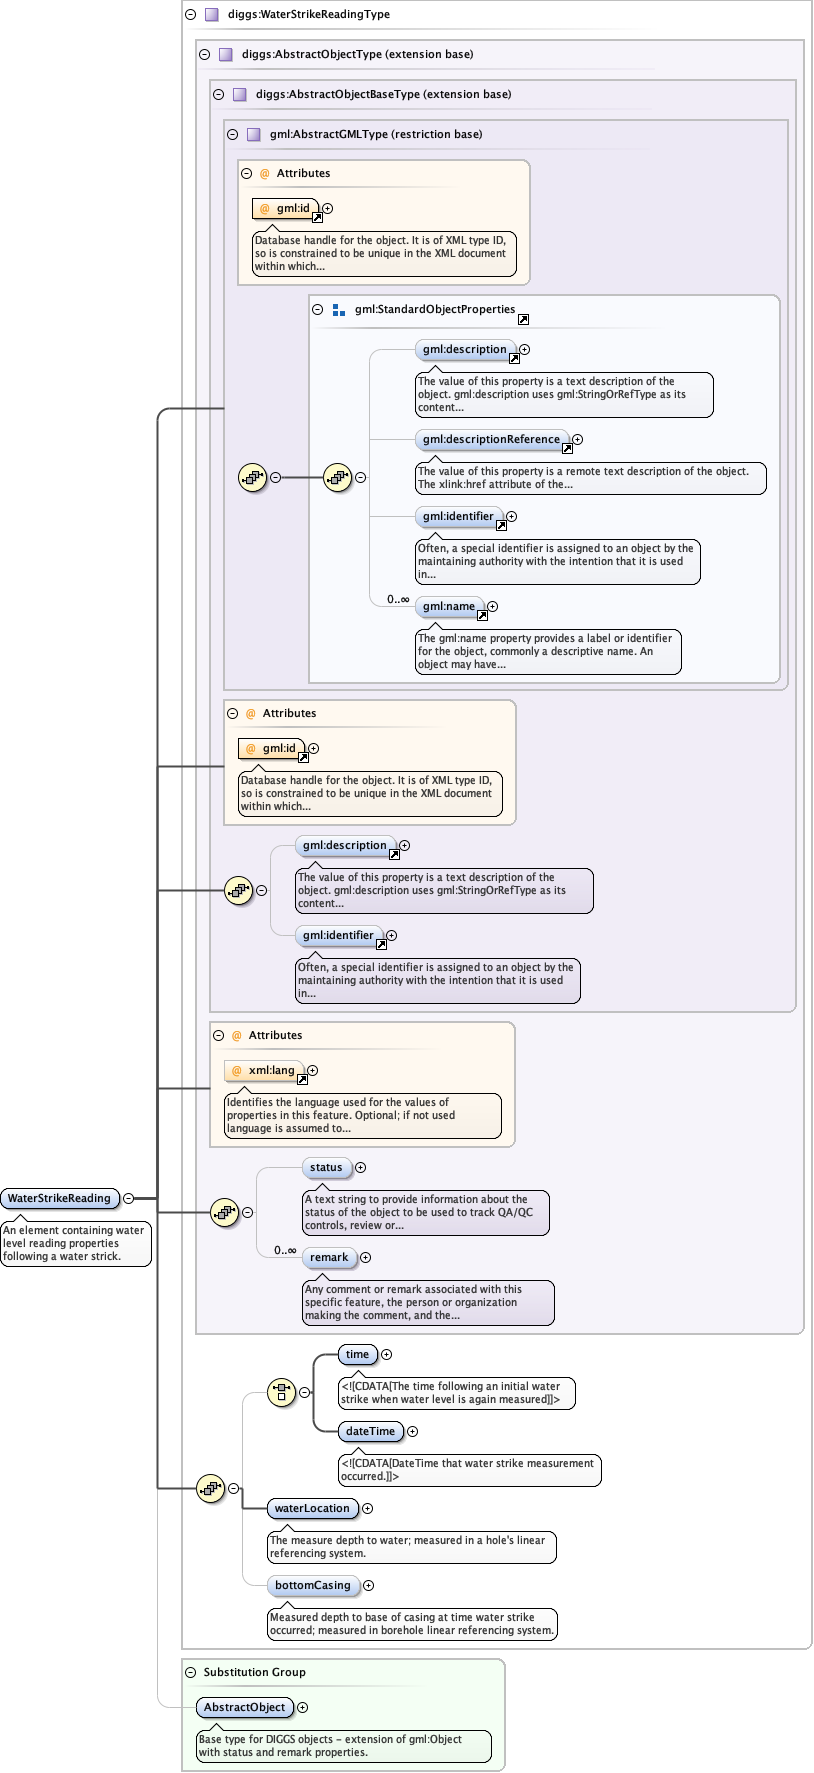 diggs:WaterStrikeReadingType
diggs:AbstractObjectType (extension base)
diggs:AbstractObjectBaseType (extension base)
gml:AbstractGMLType (restriction base)
@ Attributes
@ gml:id
Database handle for the object. It is of XML type ID,
so is constrained to be unique in the XML document
within which...
gml:StandardObjectProperties
gml:description
The value of this property is a text description of the
object. gml:description uses gml:StringOrRefType as its
content...
gml:descriptionReference
The value of this property is a remote text description of the object.
The xlink:href attribute of the...
gml:identifier
Often, a special identifier is assigned to an object by the
maintaining authority with the intention that it is used
in...
0..∞
gml:name
The gml:name property provides a label or identifier
for the object, commonly a descriptive name. An
object may have...
@ Attributes
@ gml:id
Database handle for the object. It is of XML type ID,
so is constrained to be unique in the XML document
within which...
gml:description
The value of this property is a text description of the
object. gml:description uses gml:StringOrRefType as its
content...
gml:identifier
Often, a special identifier is assigned to an object by the
maintaining authority with the intention that it is used
in...
@ Attributes
@ xml:lang
Identifies the language used for the values of
properties in this feature. Optional; if not used
language is assumed to...
status
A text string to provide information about the
status of the object to be used to track QA/QC
controls, review or...
WaterStrikeReading
An element containing water
level reading properties
following a water strick.
0..∞
remark
Any comment or remark associated with this
specific feature, the person or organization
making the comment, and the...
time
<![CDATA[The time following an initial water
strike when water level is again measured]]>
dateTime
<![CDATA[DateTime that water strike measurement
occurred.]]>
waterLocation
The measure depth to water; measured in a hole's linear
referencing system.
bottomCasing
Measured depth to base of casing at time water strike
occurred; measured in borehole linear referencing system.
Substitution Group
AbstractObject
Base type for DIGGS objects - extension of gml:Object
with status and remark properties.